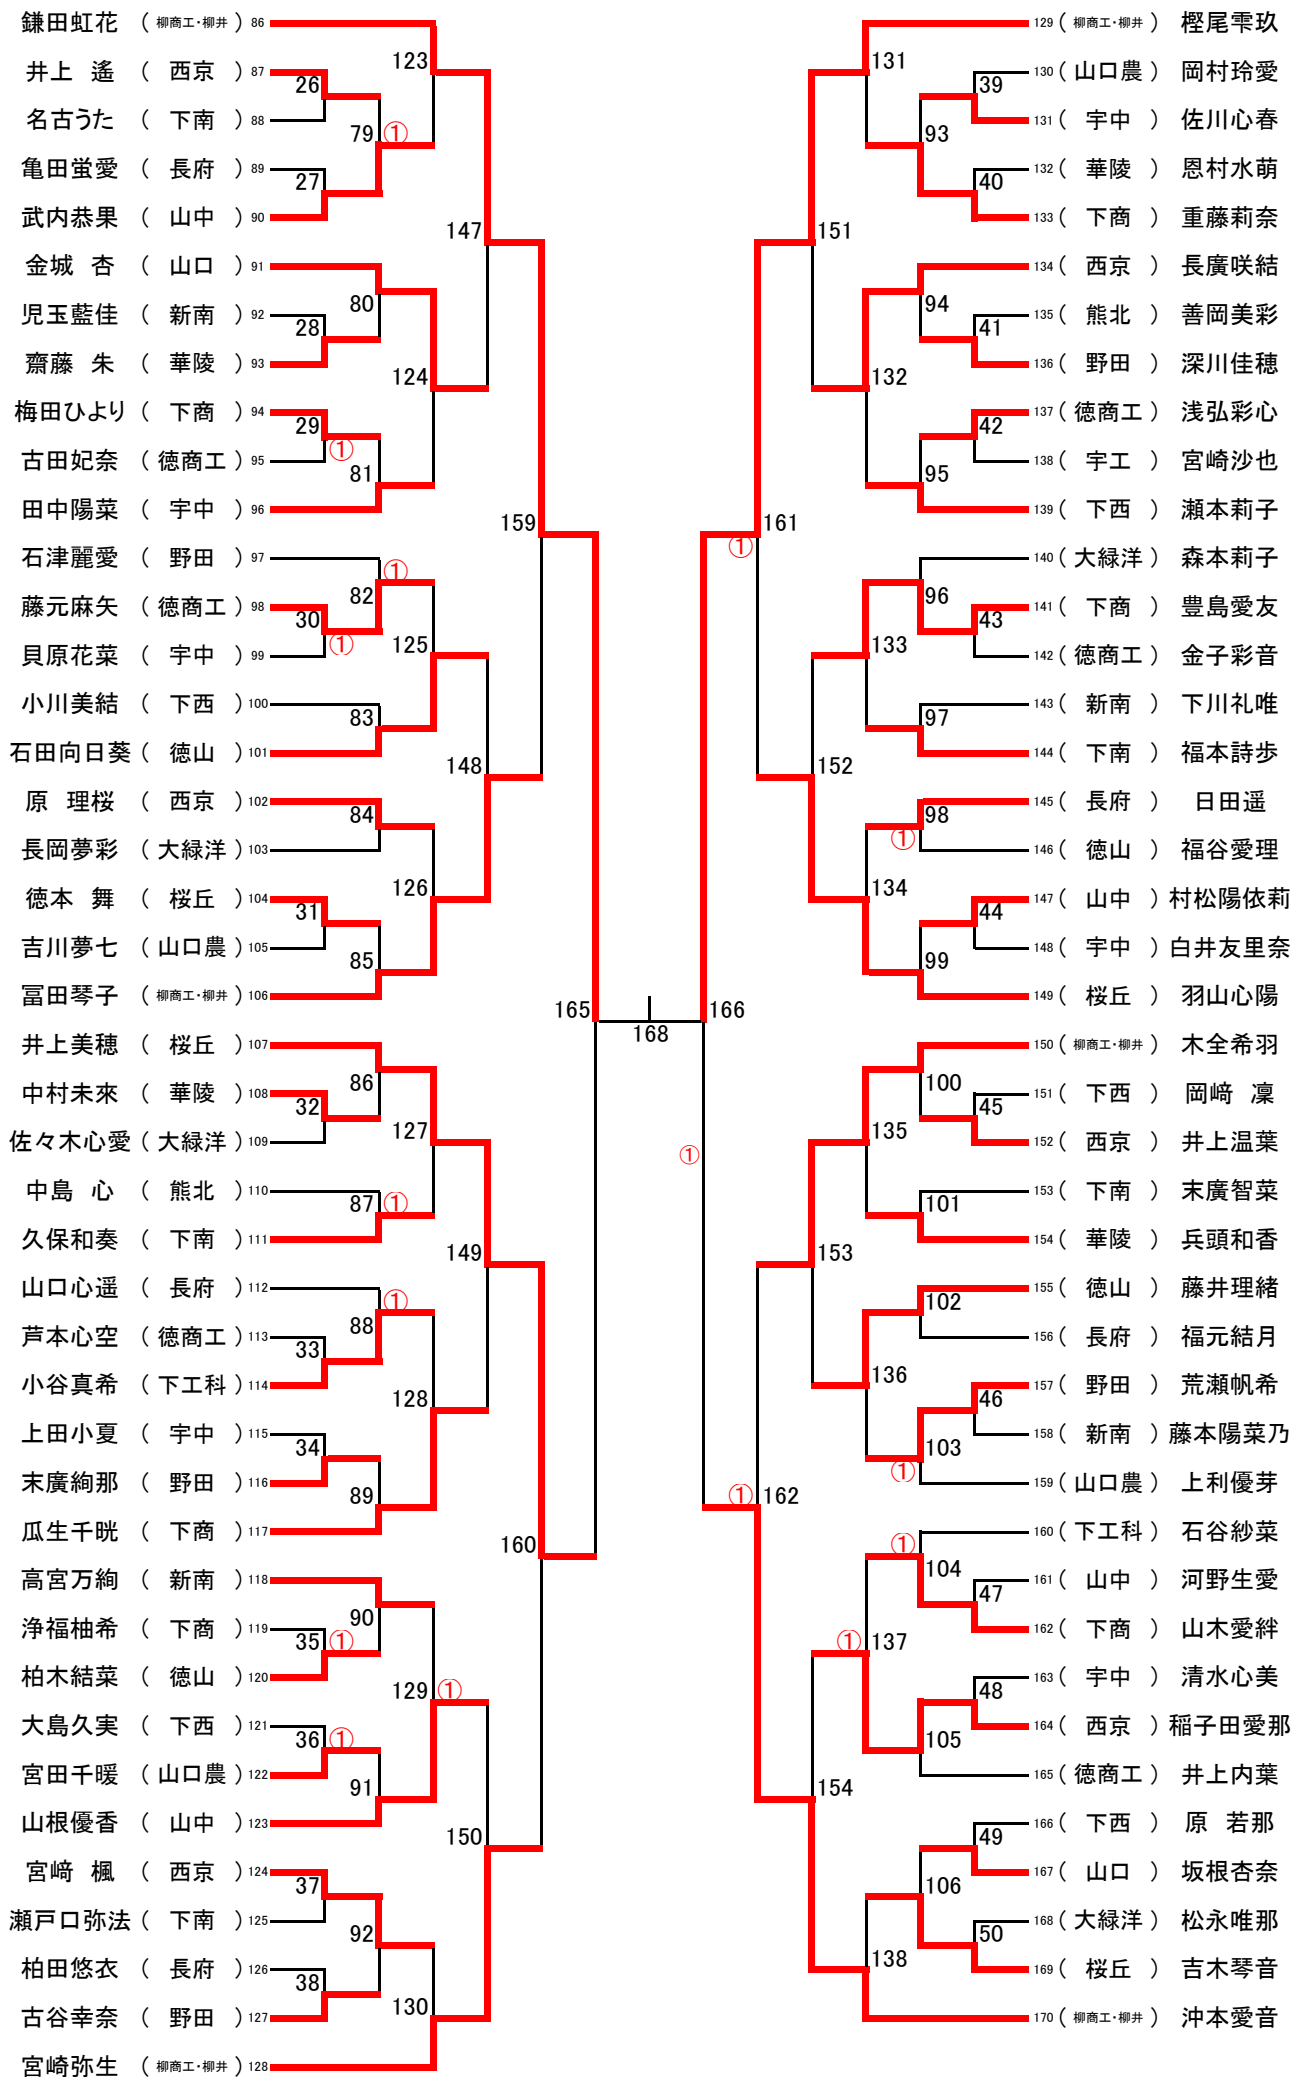 鎌田虹花 ( 柳商工・柳井 ) 86
井上 遙 ( 西京 ) 87
名古うた ( 下南 ) 88
亀田蛍愛 ( 長府 ) 89
武内恭果 ( 山中 ) 90
金城 杏 ( 山口 ) 91
児玉藍佳 ( 新南 ) 92
齋藤 朱 ( 華陵 ) 93
梅田ひより ( 下商 ) 94
古田妃奈 ( 徳商工 ) 95
田中陽菜 ( 宇中 ) 96
石津麗愛 ( 野田 ) 97
藤元麻矢 ( 徳商工 ) 98
貝原花菜 ( 宇中 ) 99
小川美結 ( 下西 ) 100
石田向日葵 ( 徳山 ) 101
原 理桜 ( 西京 ) 102
長岡夢彩 ( 大緑洋 ) 103
徳本 舞 ( 桜丘 ) 104
吉川夢七 ( 山口農 ) 105
冨田琴子 ( 柳商工・柳井 ) 106
井上美穂 ( 桜丘 ) 107
中村未來 ( 華陵 ) 108
佐々木心愛 ( 大緑洋 ) 109
中島 心 ( 熊北 ) 110
久保和奏 ( 下南 ) 111
山口心遥 ( 長府 ) 112
芦本心空 ( 徳商工 ) 113
小谷真希 ( 下工科 ) 114
上田小夏 ( 宇中 ) 115
末廣絢那 ( 野田 ) 116
瓜生千晄 ( 下商 ) 117
高宮万絢 ( 新南 ) 118
浄福柚希 ( 下商 ) 119
柏木結菜 ( 徳山 ) 120
大島久実 ( 下西 ) 121
宮田千暖 ( 山口農 ) 122
山根優香 ( 山中 ) 123
宮﨑 楓 ( 西京 ) 124
瀬戸口弥法 ( 下南 ) 125
柏田悠衣 ( 長府 ) 126
古谷幸奈 ( 野田 ) 127
宮崎弥生 ( 柳商工・柳井 ) 128
26
27
28
29
①
30
①
31
32
33
34
35
①
36
①
37
38
79
①
80
81
82
①
83
84
85
86
87
①
88
①
89
90
91
92
123
124
125
126
127
128
129
①
130
147
148
149
150
159
160
165
168
166
①
161
①
162
①
151
152
153
154
131
132
133
134
135
136
137
①
138
93
94
95
96
97
98
①
99
100
101
102
103
①
104
①
105
106
39
40
41
42
43
44
45
46
47
48
49
50
129 ( 柳商工・柳井 ) 樫尾雫玖
130 ( 山口農 ) 岡村玲愛
131 ( 宇中 ) 佐川心春
132 ( 華陵 ) 恩村水萌
133 ( 下商 ) 重藤莉奈
134 ( 西京 ) 長廣咲結
135 ( 熊北 ) 善岡美彩
136 ( 野田 ) 深川佳穂
137 ( 徳商工 ) 浅弘彩心
138 ( 宇工 ) 宮崎沙也
139 ( 下西 ) 瀬本莉子
140 ( 大緑洋 ) 森本莉子
141 ( 下商 ) 豊島愛友
142 ( 徳商工 ) 金子彩音
143 ( 新南 ) 下川礼唯
144 ( 下南 ) 福本詩歩
145 ( 長府 ) 日田遥
146 ( 徳山 ) 福谷愛理
147 ( 山中 ) 村松陽依莉
148 ( 宇中 ) 白井友里奈
149 ( 桜丘 ) 羽山心陽
150 ( 柳商工・柳井 ) 木全希羽
151 ( 下西 ) 岡﨑 凜
152 ( 西京 ) 井上温葉
153 ( 下南 ) 末廣智菜
154 ( 華陵 ) 兵頭和香
155 ( 徳山 ) 藤井理緒
156 ( 長府 ) 福元結月
157 ( 野田 ) 荒瀬帆希
158 ( 新南 ) 藤本陽菜乃
159 ( 山口農 ) 上利優芽
160 ( 下工科 ) 石谷紗菜
161 ( 山中 ) 河野生愛
162 ( 下商 ) 山木愛絆
163 ( 宇中 ) 清水心美
164 ( 西京 ) 稲子田愛那
165 ( 徳商工 ) 井上内葉
166 ( 下西 ) 原 若那
167 ( 山口 ) 坂根杏奈
168 ( 大緑洋 ) 松永唯那
169 ( 桜丘 ) 吉木琴音
170 ( 柳商工・柳井 ) 沖本愛音